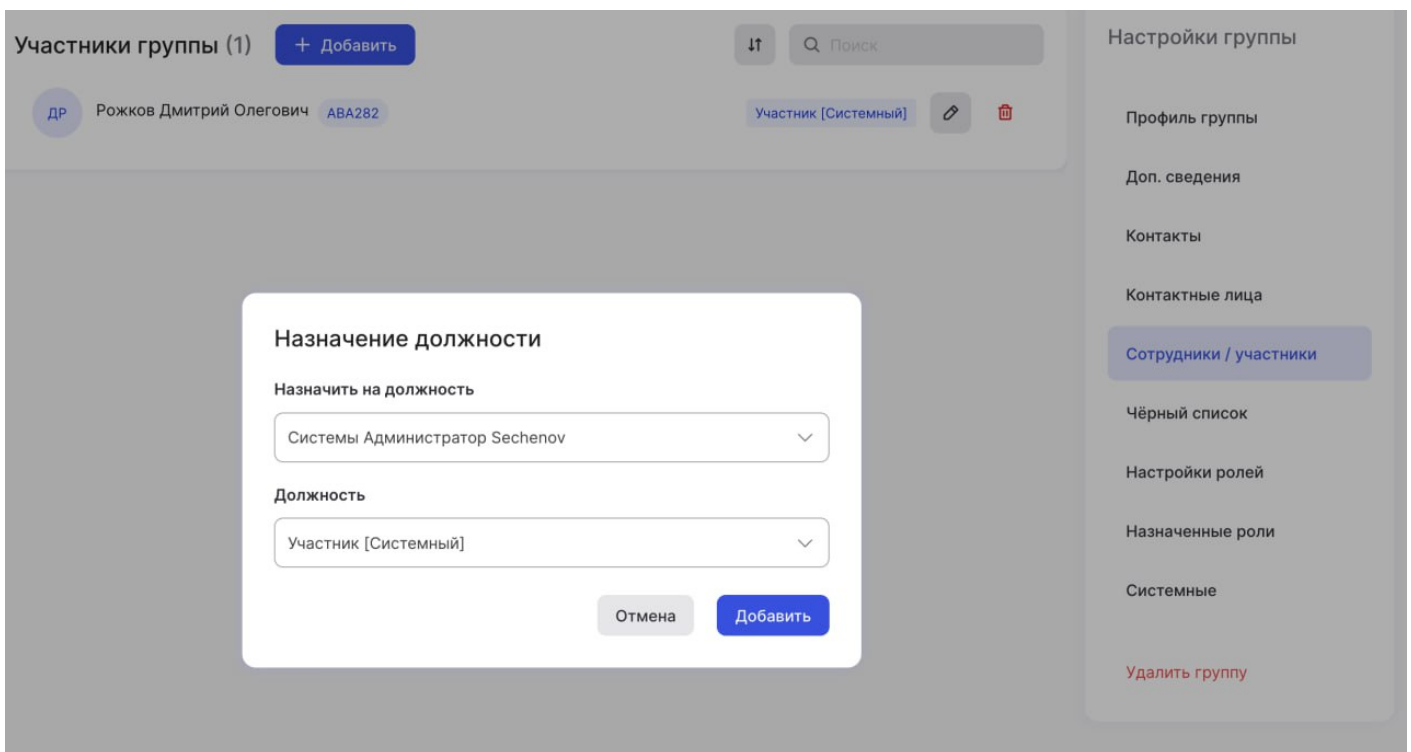 Участники группы (1)
+ Добавить
Поиск
ДР
Рожков Дмитрий Олегович
ABA282
Участник [Системный]
Назначение должности
Назначить на должность
Системы Администратор Sechenov
Должность
Участник [Системный]
Отмена
Добавить
Настройки группы
Профиль группы
Доп. сведения
Контакты
Контактные лица
Сотрудники / участники
Чёрный список
Настройки ролей
Назначенные роли
Системные
Удалить группу